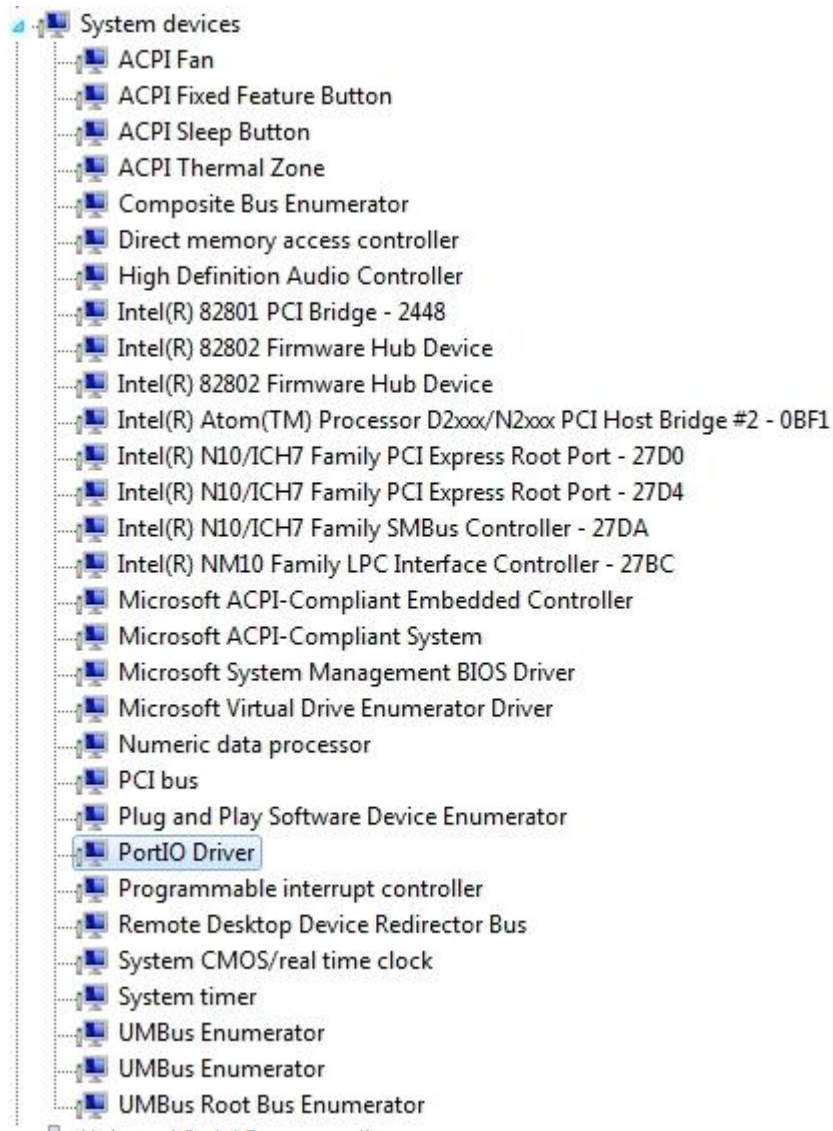 System devices
ACPI Fan
ACPI Fixed Feature Button
ACPI Sleep Button
ACPI Thermal Zone
Composite Bus Enumerator
Direct memory access controller
High Definition Audio Controller
Intel(R) 82801 PCI Bridge - 2448
Intel(R) 82802 Firmware Hub Device
Intel(R) 82802 Firmware Hub Device
Intel(R) Atom(TM) Processor D2xxx/N2xxx PCI Host Bridge #2 - 0BF1
Intel(R) N10/ICH7 Family PCI Express Root Port - 27D0
Intel(R) N10/ICH7 Family PCI Express Root Port - 27D4
Intel(R) N10/ICH7 Family SMBus Controller - 27DA
Intel(R) NM10 Family LPC Interface Controller - 27BC
Microsoft ACPI-Compliant Embedded Controller
Microsoft ACPI-Compliant System
Microsoft System Management BIOS Driver
Microsoft Virtual Drive Enumerator Driver
Numeric data processor
PCI bus
Plug and Play Software Device Enumerator
PortIO Driver
Programmable interrupt controller
Remote Desktop Device Redirector Bus
System CMOS/real time clock
System timer
UMBus Enumerator
UMBus Enumerator
UMBus Root Bus Enumerator